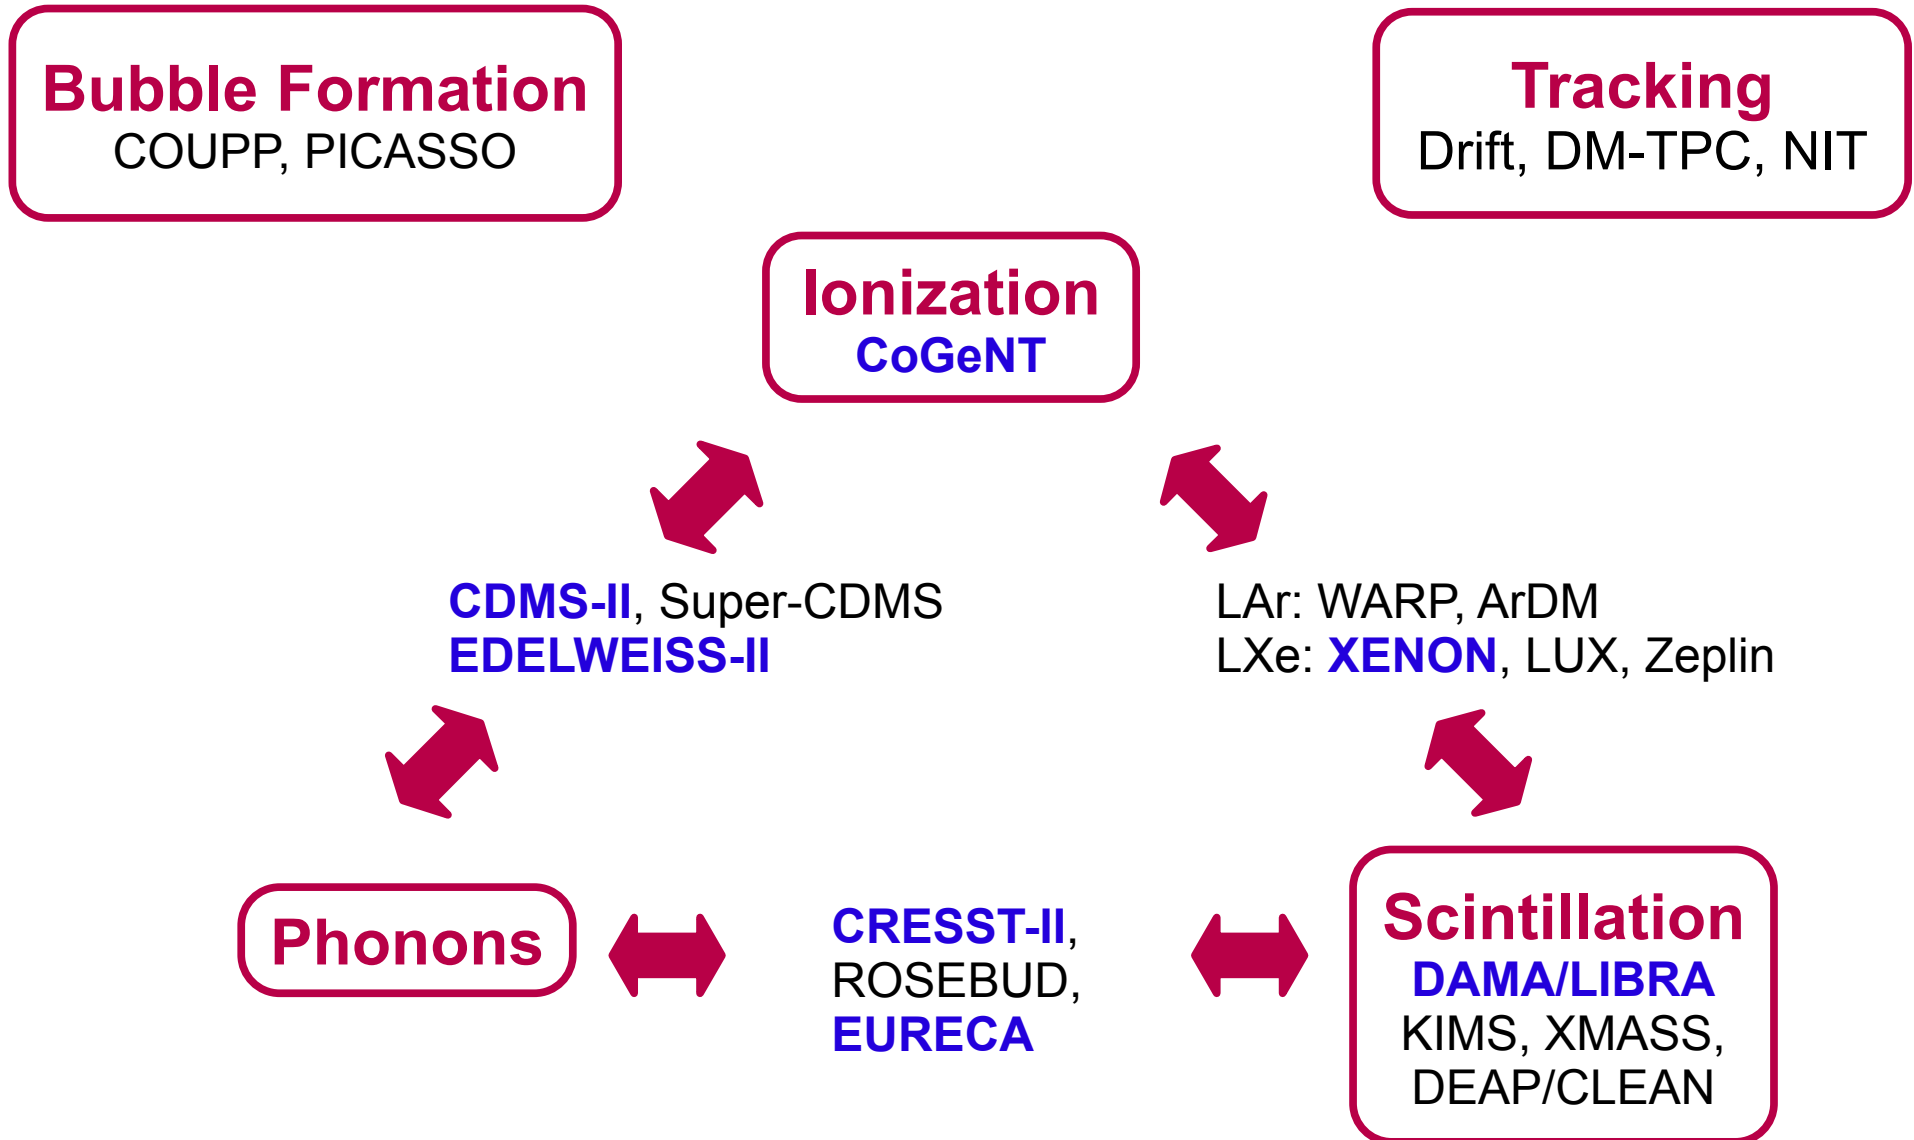 Bubble Formation
COUPP, PICASSO
Tracking
Drift, DM-TPC, NIT
Ionization
CoGeNT
CDMS-II, Super-CDMS
EDELWEISS-II
LAr: WARP, ArDM
LXe: XENON, LUX, Zeplin
Phonons
CRESST-II,
ROSEBUD,
EURECA
Scintillation
DAMA/LIBRA
KIMS, XMASS,
DEAP/CLEAN